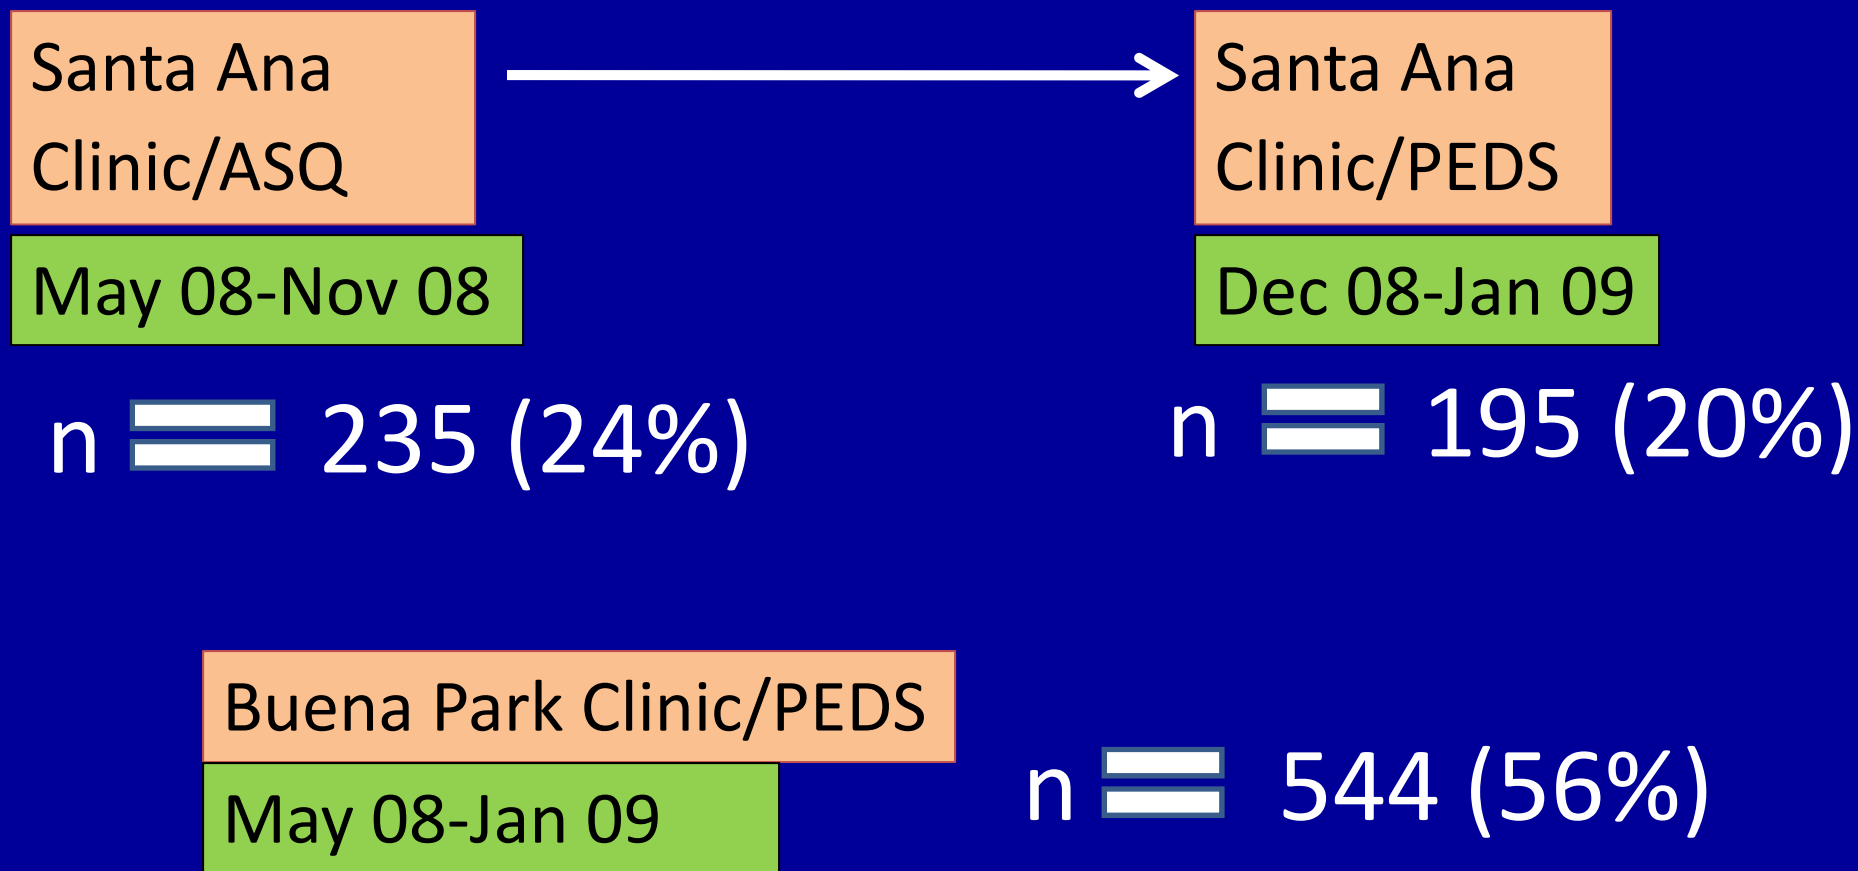 Santa Ana
Clinic/ASQ
May 08-Nov 08
n = 235 (24%)
Santa Ana
Clinic/PEDS
Dec 08-Jan 09
n = 195 (20%)
Buena Park Clinic/PEDS
May 08-Jan 09
n = 544 (56%)